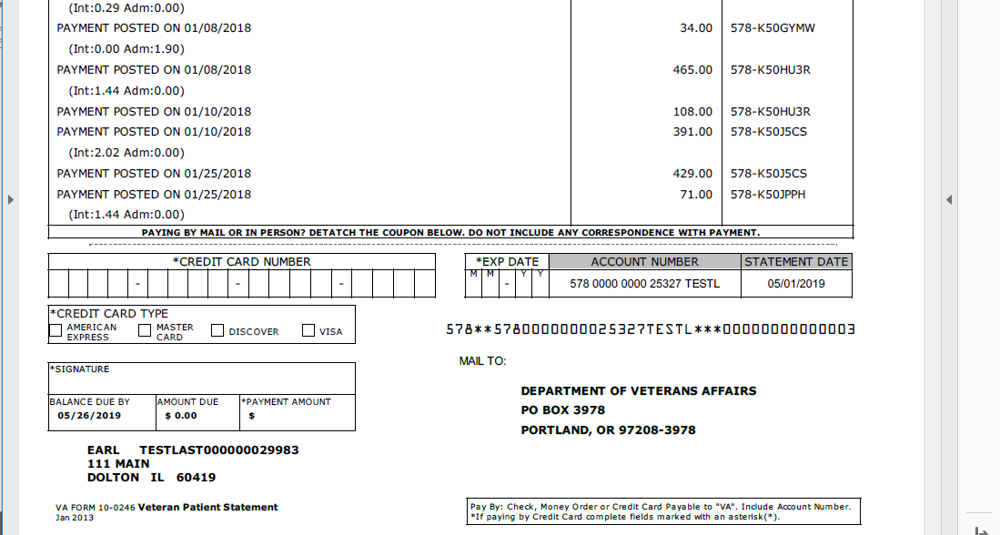 (Int:0.29 Adm:0.00)
PAYMENT POSTED ON 01/08/2018 34.00 578-K50GYMW
(Int:0.00 Adm:1.90)
PAYMENT POSTED ON 01/08/2018 465.00 578-K50HU3R
(Int:1.44 Adm:0.00)
PAYMENT POSTED ON 01/10/2018 108.00 578-K50HU3R
PAYMENT POSTED ON 01/10/2018 391.00 578-K50J5CS
(Int:2.02 Adm:0.00)
PAYMENT POSTED ON 01/25/2018 429.00 578-K50J5CS
PAYMENT POSTED ON 01/25/2018 71.00 578-K50JPPH
(Int:1.44 Adm:0.00)
PAYING BY MAIL OR IN PERSON? DETATCH THE COUPON BELOW. DO NOT INCLUDE ANY CORRESPONDENCE WITH PAYMENT.
*CREDIT CARD NUMBER *EXP DATE ACCOUNT NUMBER STATEMENT DATE
- - - M M - Y Y 578 0000 0000 25327 TESTL 05/01/2019
*CREDIT CARD TYPE
AMERICAN EXPRESS MASTER CARD DISCOVER VISA
578**5780000000025327TESTL***00000000000003
*SIGNATURE
MAIL TO:
DEPARTMENT OF VETERANS AFFAIRS
PO BOX 3978
PORTLAND, OR 97208-3978
BALANCE DUE BY AMOUNT DUE *PAYMENT AMOUNT
05/26/2019 $ 0.00 $
EARL TESTLAST000000029983
111 MAIN
DOLTON IL 60419
VA FORM 10-0246 Veteran Patient Statement
Jan 2013
Pay By: Check, Money Order or Credit Card Payable to "VA". Include Account Number.
*If paying by Credit Card complete fields marked with an asterisk(*).